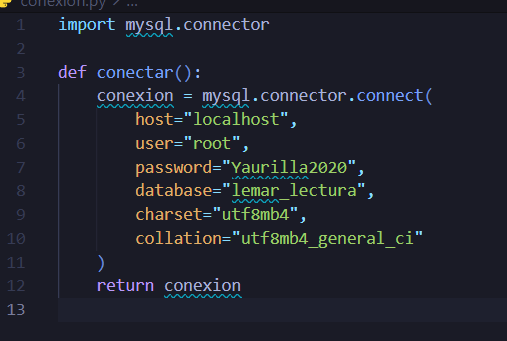 conexion.py > ...
1 import mysql.connector
2
3 def conectar():
4     conexion = mysql.connector.connect(
5         host="localhost",
6         user="root",
7         password="Yaurilla2020",
8         database="lemar_lectura",
9         charset="utf8mb4",
10         collation="utf8mb4_general_ci"
11     )
12     return conexion
13